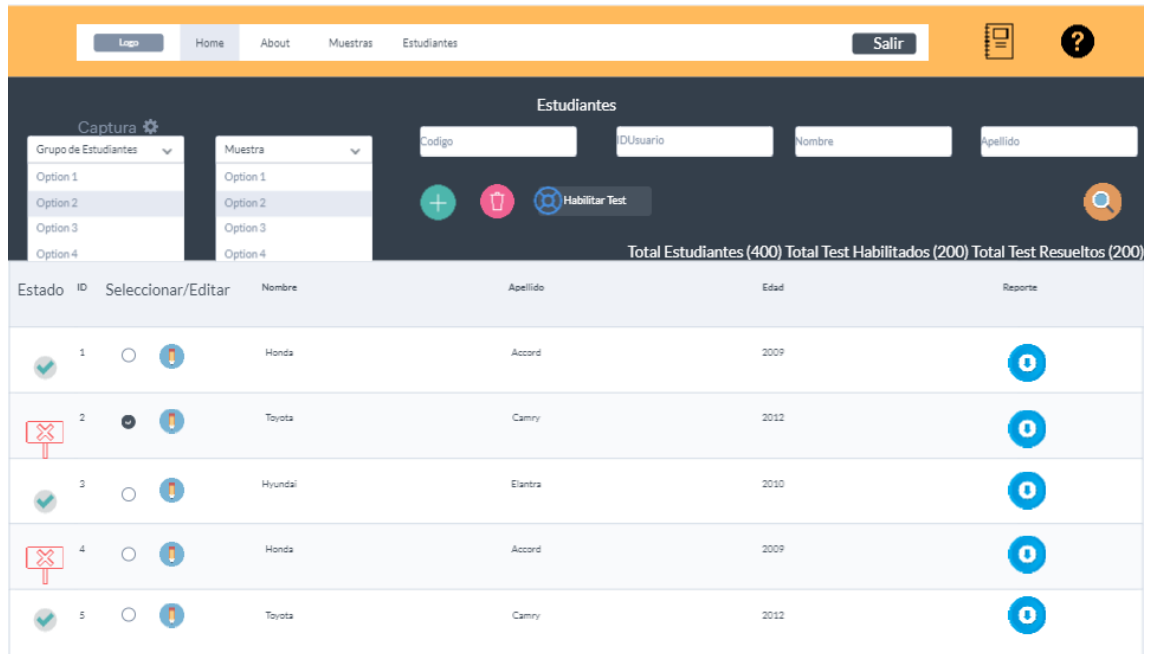 Logo Home About Muestras Estudiantes Salir ?
Estudiantes
Captura
Grupo de Estudiantes Muestra Codigo IDUsuario Nombre Apellido
Option 1 Option 1
Option 2 Option 2 Habilitar Test
Option 3 Option 3
Option 4 Option 4 Total Estudiantes (400) Total Test Habilitados (200) Total Test Resueltos (200)
Estado ID Seleccionar/Editar Nombre Apellido Edad Reporte
1 Honda Accord 2009
2 Toyota Camry 2012
3 Hyundai Elantra 2010
4 Honda Accord 2009
5 Toyota Camry 2012